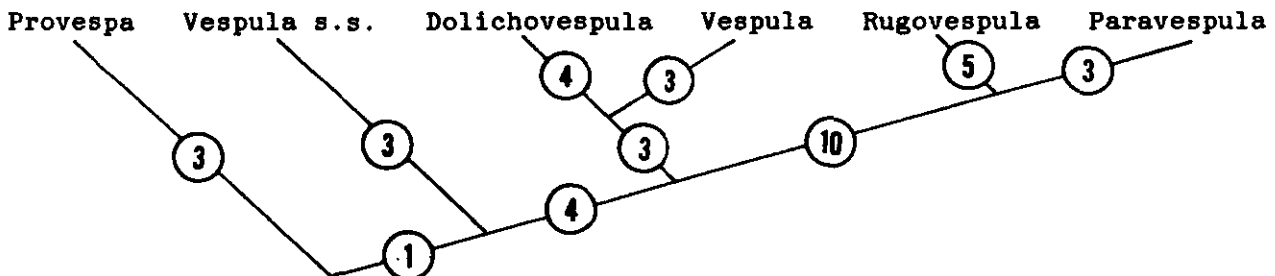 Provespa Vespula s.s. Dolichovespula Vespula Rugovespula Paravespula
4 3 5 3
3 3 3 10
4
1